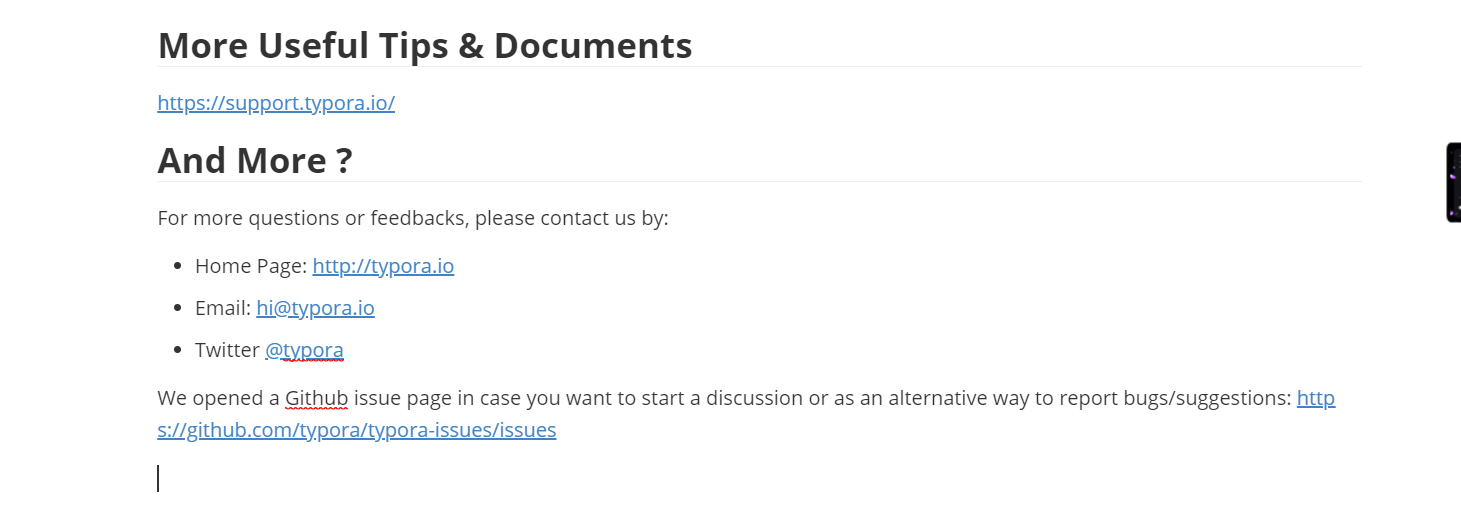 More Useful Tips & Documents
https://support.typora.io/
And More ?
For more questions or feedbacks, please contact us by:
• Home Page: http://typora.io
• Email: hi@typora.io
• Twitter @typora
We opened a Github issue page in case you want to start a discussion or as an alternative way to report bugs/suggestions: http
s://github.com/typora/typora-issues/issues